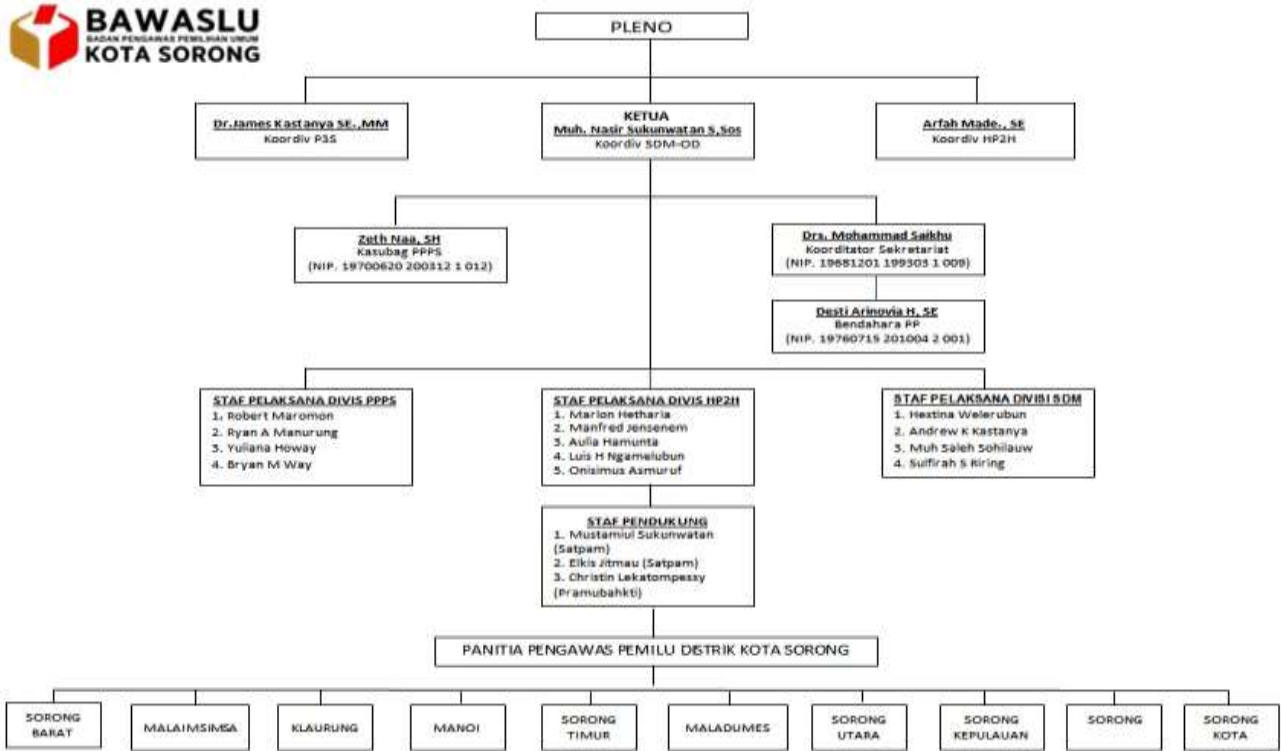 BAWASLU
BADAN PENGAWAS PEMILIHAN UMUM
KOTA SORONG
PLENO
Dr.James Kastanya SE.,MM
Koordiv P3S
KETUA
Muh. Nasir Sukunwatan S,Sos
Koordiv SDM-OD
Arfah Made., SE
Koordiv HP2H
Zeth Naa, SH
Kasubag PPPS
(NIP. 19700620 200312 1 012)
Drs. Mohammad Saikhu
Koorditator Sekretariat
(NIP. 19681201 199303 1 009)
Desti Arinovia H, SE
Bendahara PP
(NIP. 19760715 201004 2 001)
STAF PELAKSANA DIVIS PPPS
1. Robert Maromon
2. Ryan A Manurung
3. Yuliana Howay
4. Bryan M Way
STAF PELAKSANA DIVIS HP2H
1. Marlon Hetharia
2. Manfred Jensenem
3. Aulia Hamunta
4. Luis H Ngamelubun
5. Onisimus Asmuruf
STAF PELAKSANA DIVISI SDM
1. Hextina Welerubun
2. Andrew K Kastanya
3. Muh Saleh Sohilauw
4. Sulfirah S Riring
STAF PENDUKUNG
1. Mustamiul Sukunwatan
(Satpam)
2. Elkis Jitmau (Satpam)
3. Christin Lekatompessy
(Pramubahkti)
PANITIA PENGAWAS PEMILU DISTRIK KOTA SORONG
SORONG
BARAT
MALAIMSIMSA
KLAURUNG
MANOI
SORONG
TIMUR
MALADUMES
SORONG
UTARA
SORONG
KEPULAUAN
SORONG
SORONG
KOTA